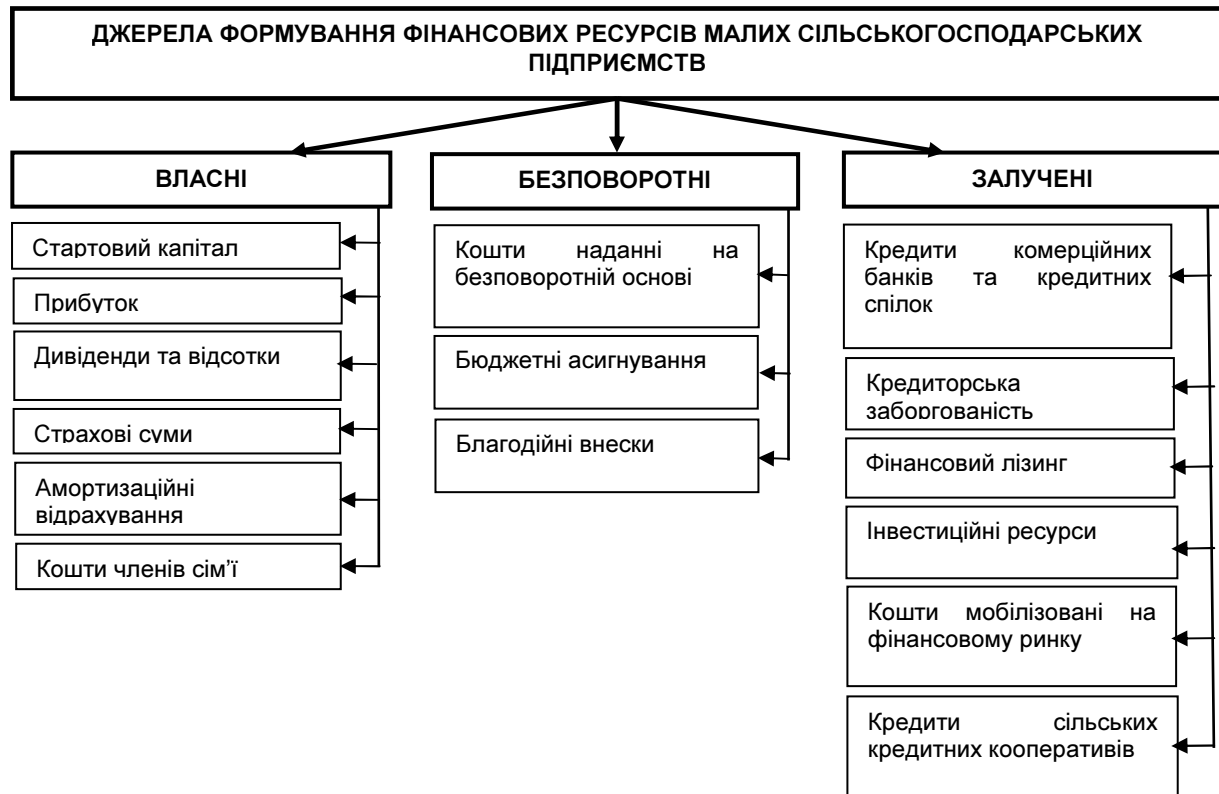 ДЖЕРЕЛА ФОРМУВАННЯ ФІНАНСОВИХ РЕСУРСІВ МАЛИХ СІЛЬСЬКОГОСПОДАРСЬКИХ
ПІДПРИЄМСТВ
ВЛАСНІ
Стартовий капітал
Прибуток
Дивіденди та відсотки
Страхові суми
Амортизаційні
відрахування
Кошти членів сім’ї
БЕЗПОВОРОТНІ
Кошти наданні на
безповоротній основі
Бюджетні асигнування
Благодійні внески
ЗАЛУЧЕНІ
Кредити комерційних
банків та кредитних
спілок
Кредиторська
заборгованість
Фінансовий лізинг
Інвестиційні ресурси
Кошти мобілізовані на
фінансовому ринку
Кредити сільських
кредитних кооперативів